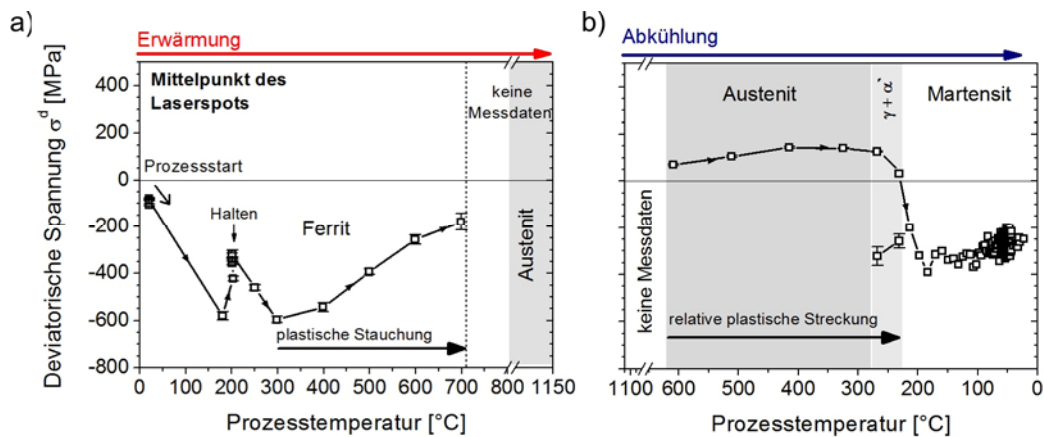 a)
Erwärmung
Deviatorische Spannung σᵈ [MPa]
400
200
0
-200
-400
-600
-800
Mittelpunkt des
Laserspots
keine
Messdaten
Prozessstart
Halten
Ferrit
Austenit
plastische Stauchung
0 100 200 300 400 500 600 700 800 1150
Prozesstemperatur [°C]
b)
Abkühlung
Austenit
γ + α´
Martensit
keine Messdaten
relative plastische Streckung
1100 600 500 400 300 200 100 0
Prozesstemperatur [°C]